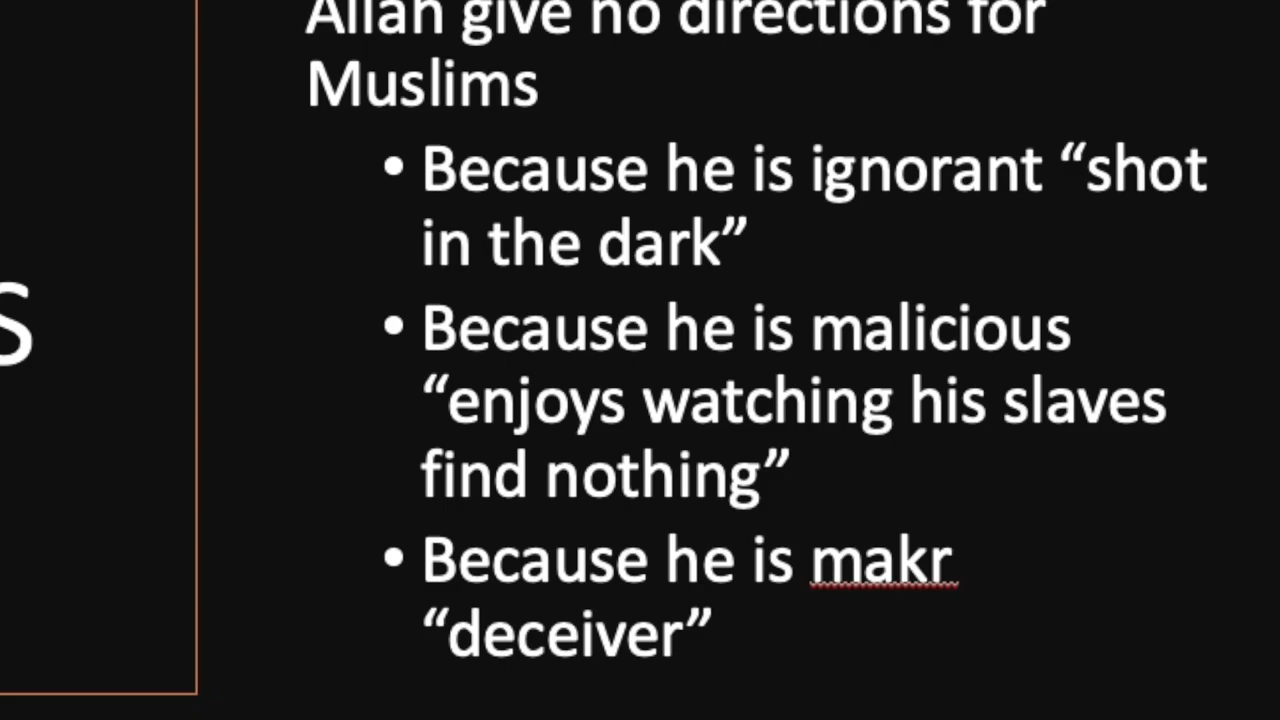 Allah give no directions for
Muslims
• Because he is ignorant “shot
in the dark”
• Because he is malicious
“enjoys watching his slaves
find nothing”
S
• Because he is makr
“deceiver”